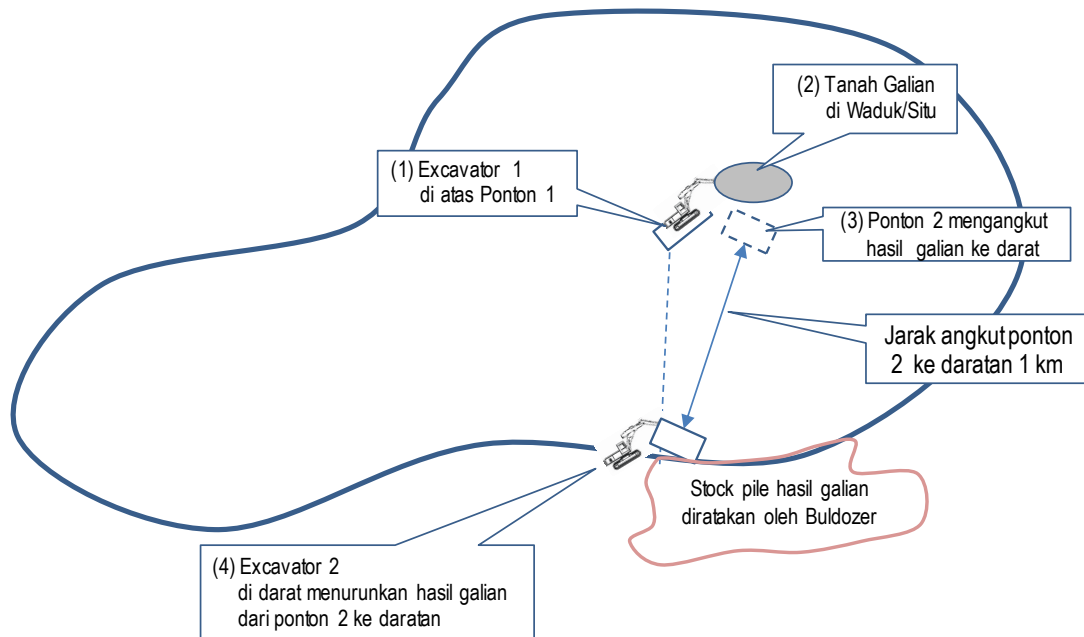 (2) Tanah Galian
di Waduk/Situ
(1) Excavator 1
di atas Ponton 1
(3) Ponton 2 mengangkut
hasil galian ke darat
Jarak angkut ponton
2 ke daratan 1 km
Stock pile hasil galian
diratakan oleh Buldozer
(4) Excavator 2
di darat menurunkan hasil galian
dari ponton 2 ke daratan